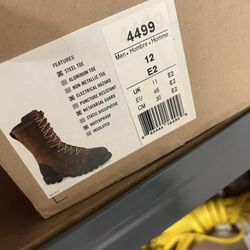 FEATURES
STEEL TOE
ALUMINUM TOE
NON-METALLIC TOE
ELECTRICAL HAZARD
PUNCTURE RESISTANT
METATARSAL GUARD
STATIC DISSIPATIVE
WATERPROOF
INSULATED
4499
Men • Hombre • Homme
12
E2
UK 11 E2
EU 46 E2
CM 30 E2